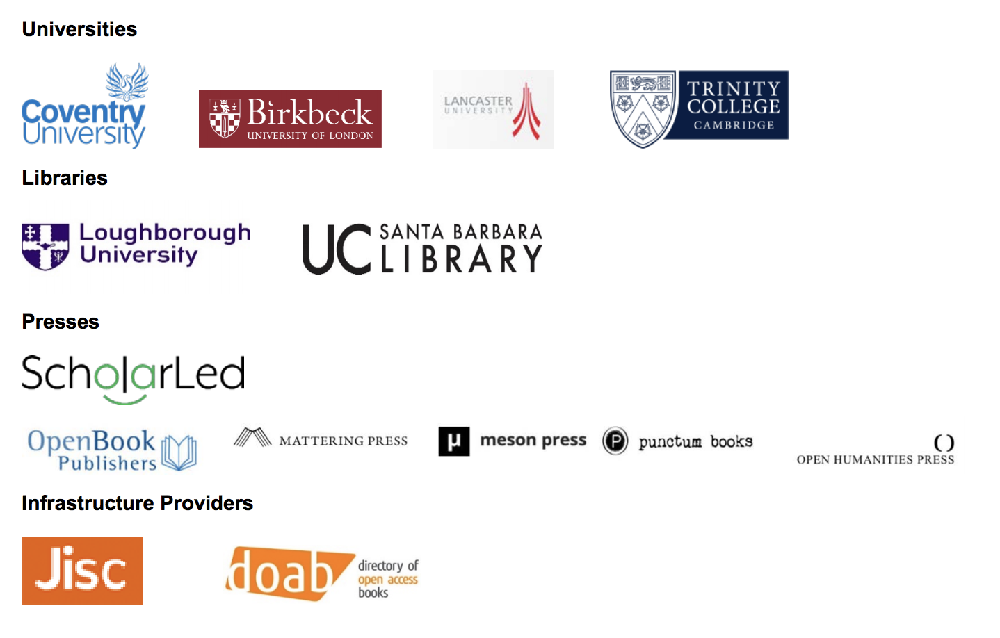 Universities
Coventry
University
Birkbeck
UNIVERSITY OF LONDON
LANCASTER
UNIVERSITY
TRINITY
COLLEGE
CAMBRIDGE
Libraries
Loughborough
University
UC SANTA BARBARA
LIBRARY
Presses
ScholarLed
OpenBook
Publishers
MATTERING PRESS
µ meson press
P punctum books
()
OPEN HUMANITIES PRESS
Infrastructure Providers
Jisc
doab
directory of
open access
books